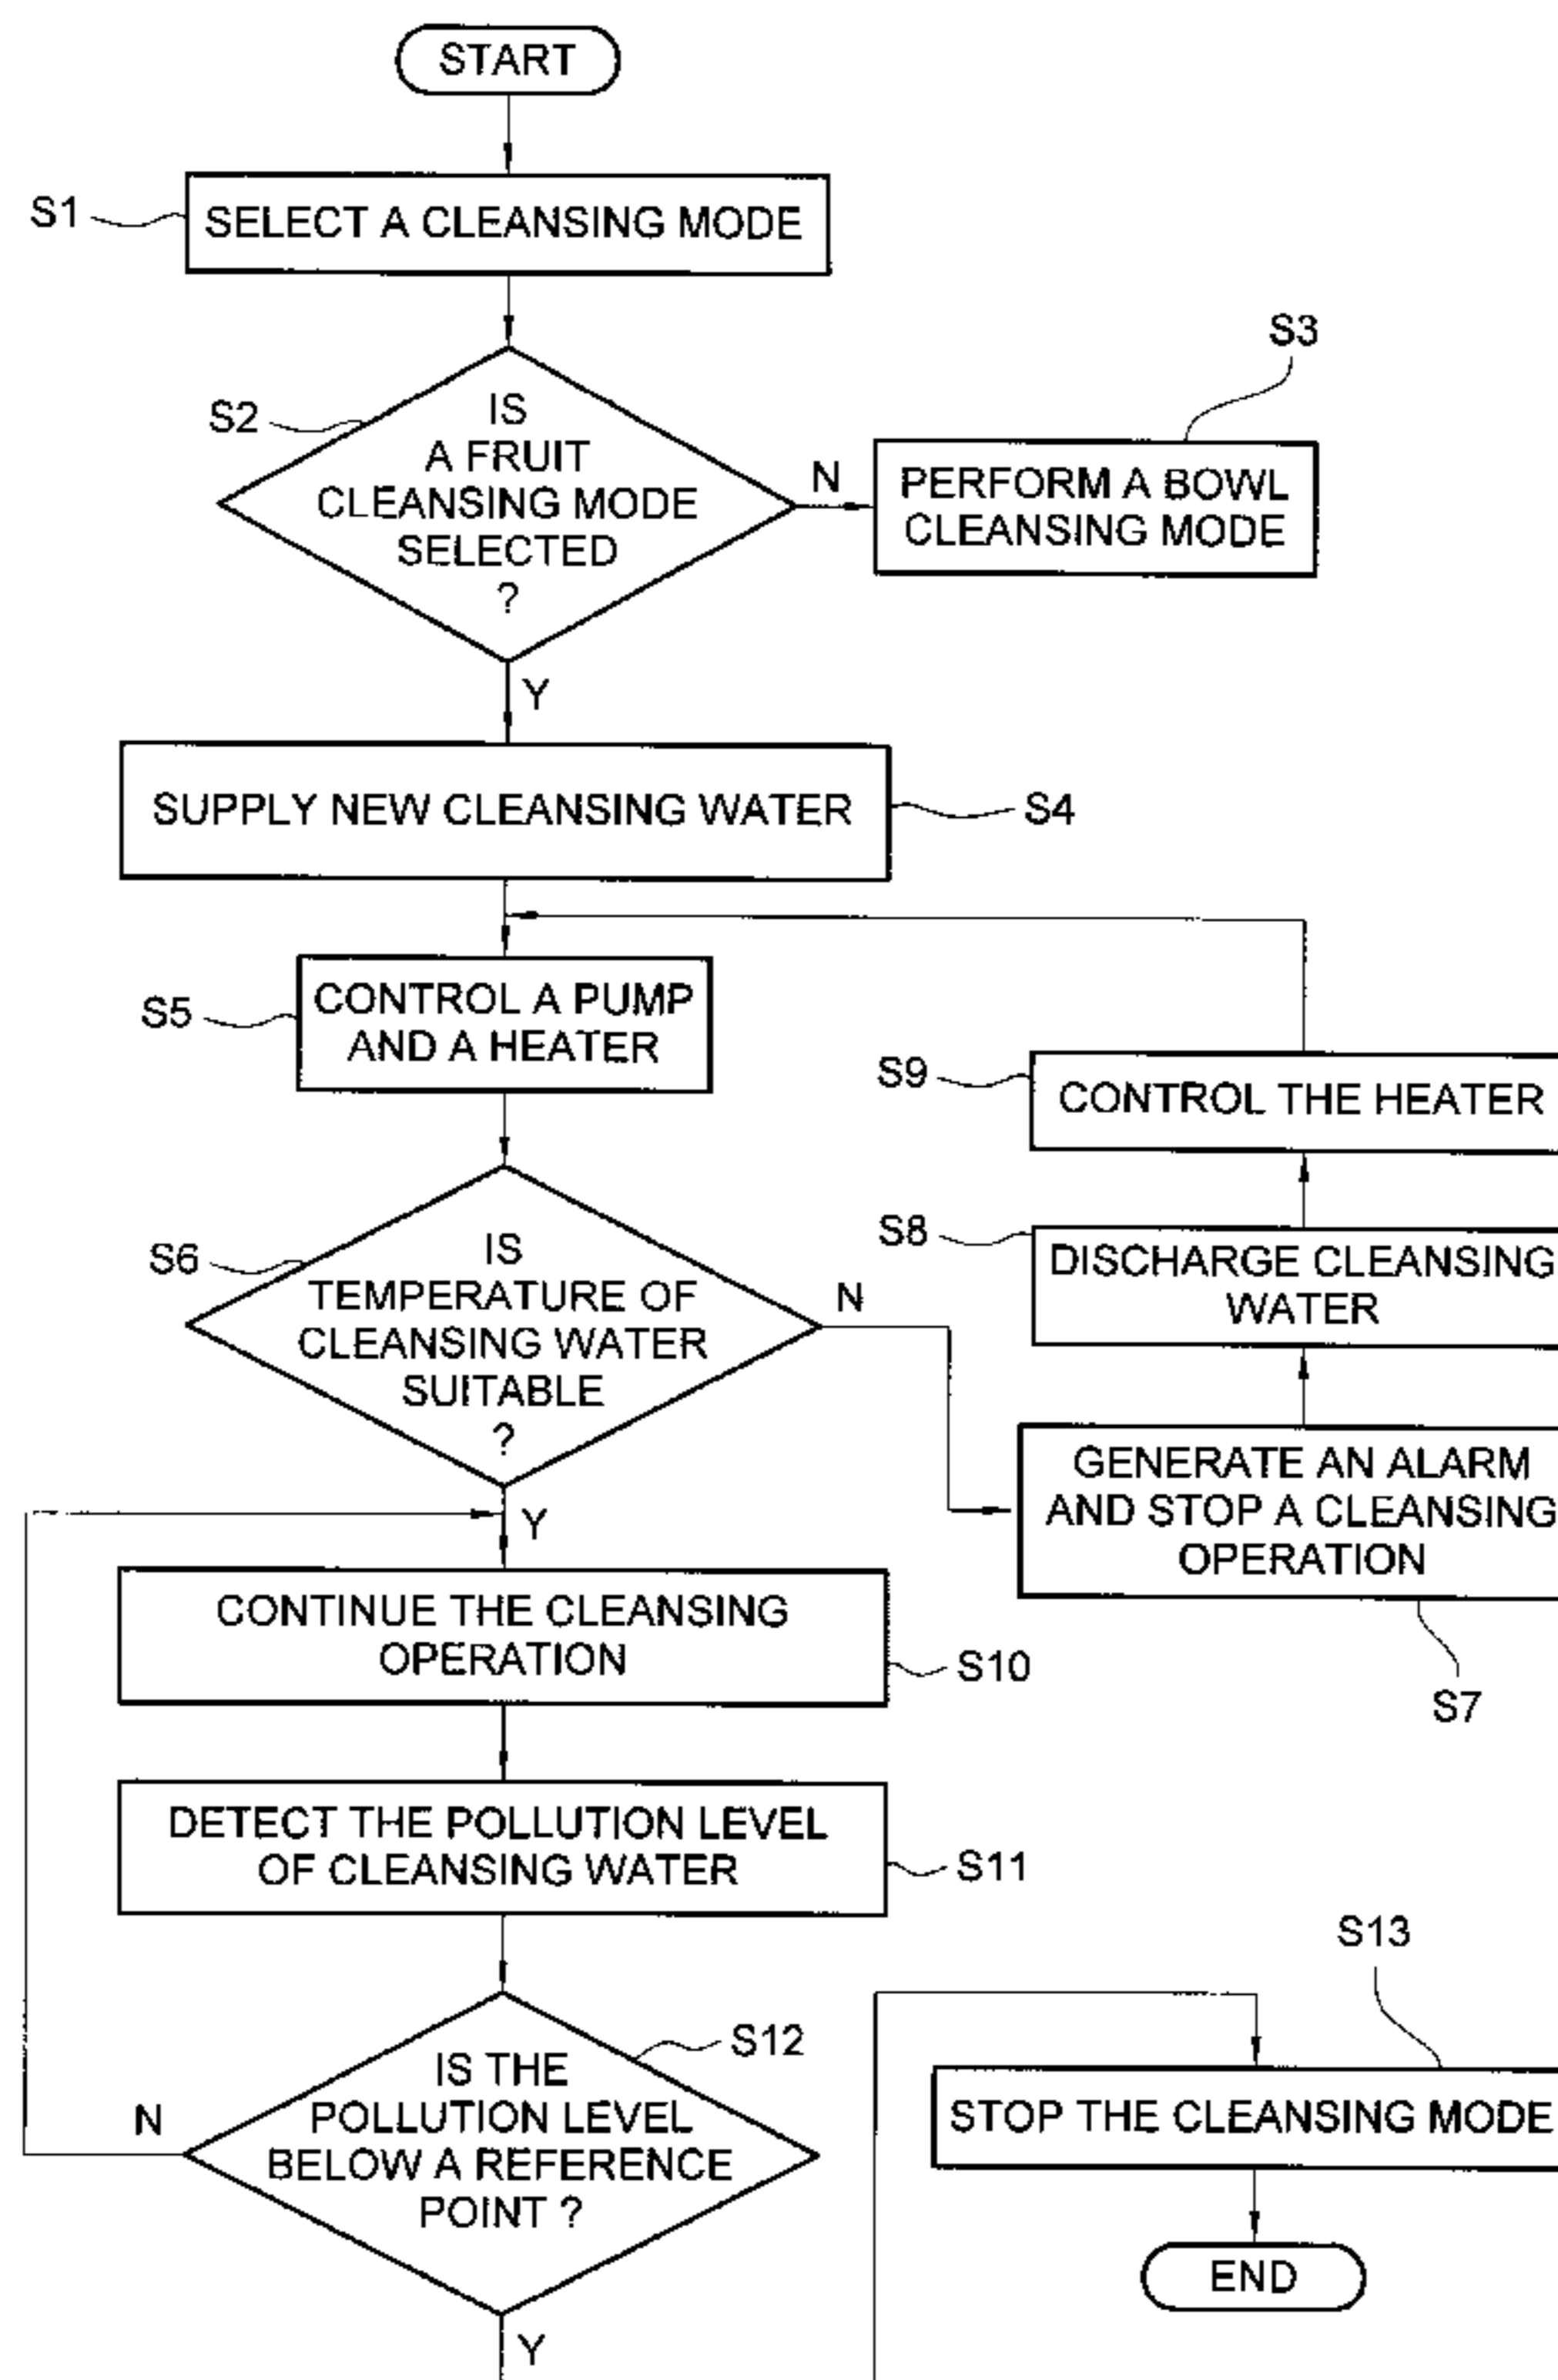 START
S1
SELECT A CLEANSING MODE
S2
IS
A FRUIT
CLEANSING MODE
SELECTED
?
N
S3
PERFORM A BOWL
CLEANSING MODE
Y
SUPPLY NEW CLEANSING WATER
S4
S5
CONTROL A PUMP
AND A HEATER
S9
CONTROL THE HEATER
S8
DISCHARGE CLEANSING
WATER
S6
IS
TEMPERATURE OF
CLEANSING WATER
SUITABLE
?
N
GENERATE AN ALARM
AND STOP A CLEANSING
OPERATION
S7
Y
CONTINUE THE CLEANSING
OPERATION
S10
DETECT THE POLLUTION LEVEL
OF CLEANSING WATER
S11
S12
IS THE
POLLUTION LEVEL
BELOW A REFERENCE
POINT ?
N
Y
S13
STOP THE CLEANSING MODE
END